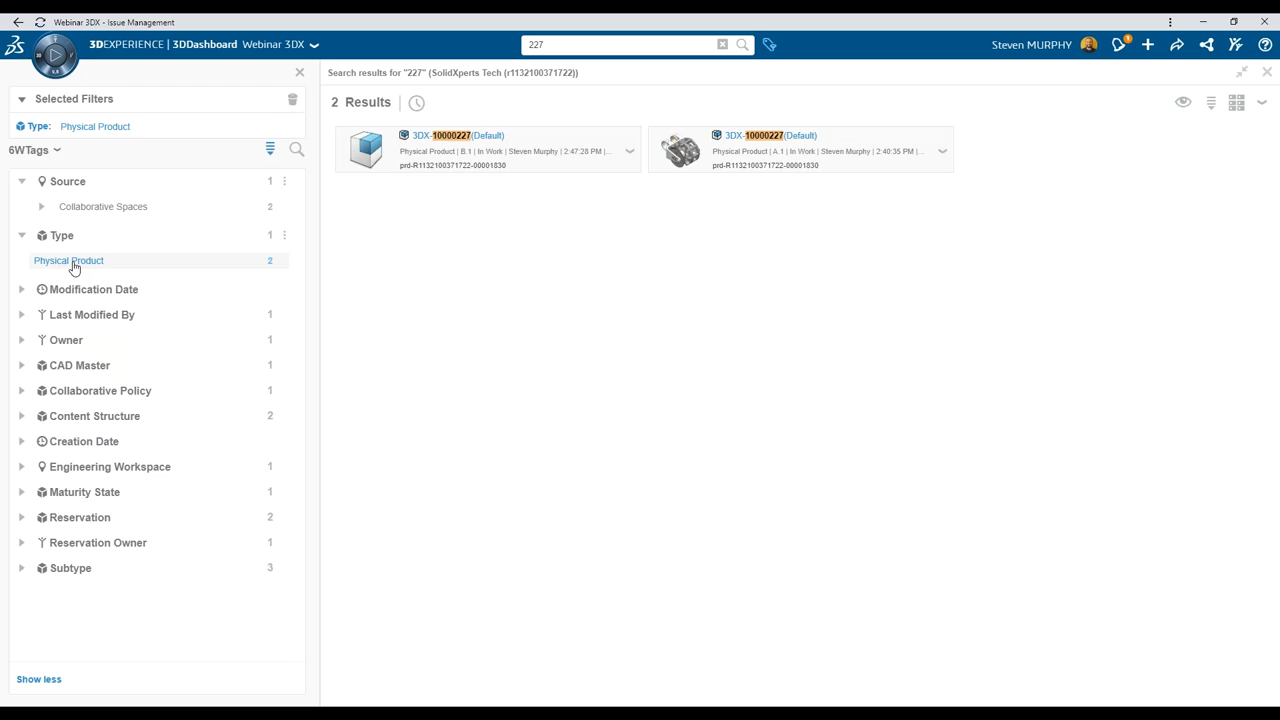 Webinar 3DX - Issue Management
3DEXPERIENCE | 3DDashboard Webinar 3DX
227
Steven MURPHY
1
Search results for "227" (SolidXperts Tech (r1132100371722))
Selected Filters
Type: Physical Product
6WTags
Source 1
Collaborative Spaces 2
Type 1
Physical Product 2
Modification Date
Last Modified By 1
Owner 1
CAD Master 1
Collaborative Policy 1
Content Structure 2
Creation Date
Engineering Workspace 1
Maturity State 1
Reservation 2
Reservation Owner 1
Subtype 3
Show less
2 Results
3DX-10000227(Default)
Physical Product | B.1 | In Work | Steven Murphy | 2:47:28 PM |...
prd-R1132100371722-00001830
3DX-10000227(Default)
Physical Product | A.1 | In Work | Steven Murphy | 2:40:35 PM |...
prd-R1132100371722-00001830